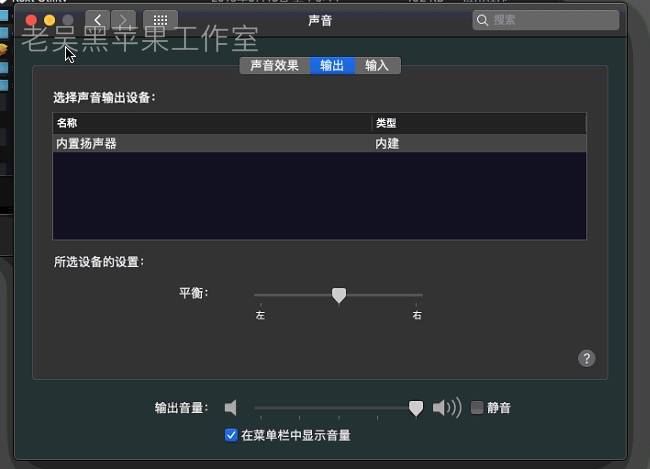 声音
搜索
老吴黑苹果工作室
声音效果 输出 输入
选择声音输出设备：
名称 类型
内置扬声器 内建
所选设备的设置：
平衡：
左 右
?
输出音量： 静音
在菜单栏中显示音量